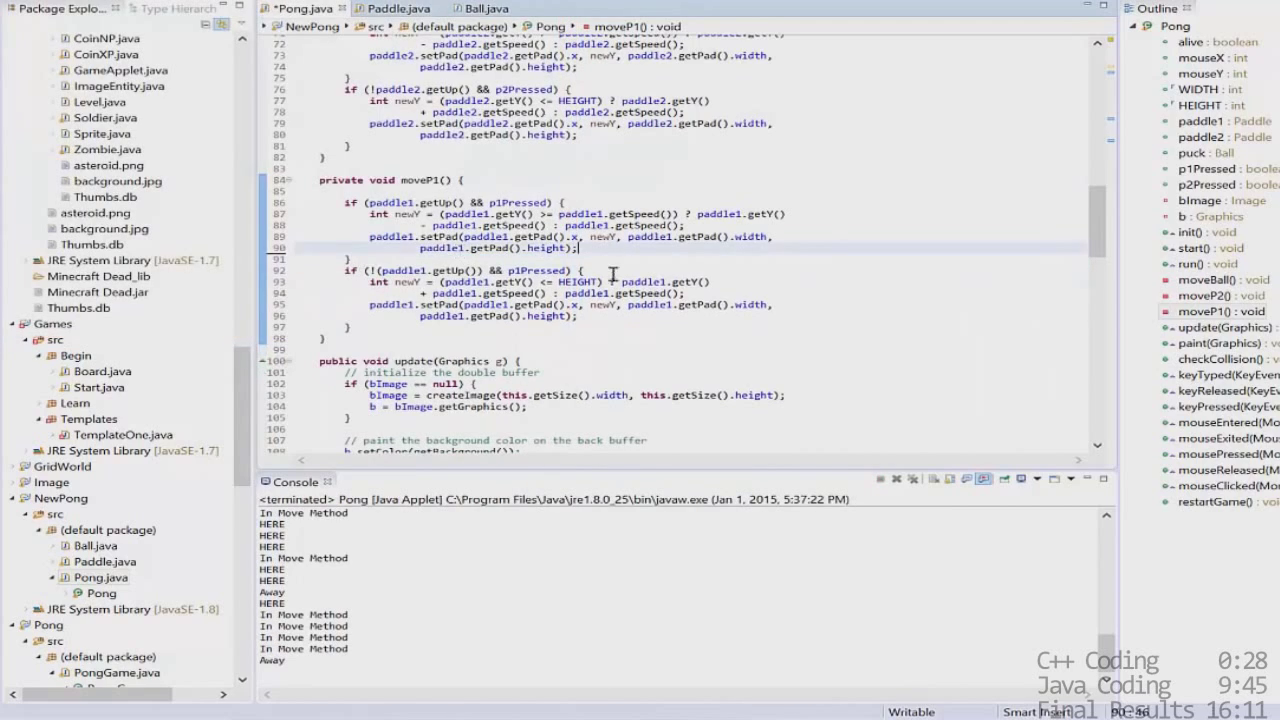 Package Explo...
Type Hierarch
CoinNP.java
CoinXP.java
GameApplet.java
ImageEntity.java
Level.java
Soldier.java
Sprite.java
Zombie.java
asteroid.png
background.jpg
Thumbs.db
asteroid.png
background.jpg
Thumbs.db
JRE System Library [JavaSE-1.7]
Minecraft Dead_lib
Minecraft Dead.jar
Thumbs.db
Games
src
Begin
Board.java
Start.java
Learn
Templates
TemplateOne.java
JRE System Library [JavaSE-1.7]
GridWorld
Image
NewPong
src
(default package)
Ball.java
Paddle.java
Pong.java
Pong
JRE System Library [JavaSE-1.8]
Pong
src
(default package)
PongGame.java
*Pong.java
Paddle.java
Ball.java
NewPong
src
(default package)
Pong
moveP1() : void
72 - paddle2.getSpeed() : paddle2.getSpeed();
73 paddle2.setPad(paddle2.getPad().x, newY, paddle2.getPad().width,
74 paddle2.getPad().height);
75 }
76 if (!paddle2.getUp() && p2Pressed) {
77 int newY = (paddle2.getY() <= HEIGHT) ? paddle2.getY()
78 + paddle2.getSpeed() : paddle2.getSpeed();
79 paddle2.setPad(paddle2.getPad().x, newY, paddle2.getPad().width,
80 paddle2.getPad().height);
81 }
82 }
83
84 private void moveP1() {
85
86 if (paddle1.getUp() && p1Pressed) {
87 int newY = (paddle1.getY() >= paddle1.getSpeed()) ? paddle1.getY()
88 - paddle1.getSpeed() : paddle1.getSpeed();
89 paddle1.setPad(paddle1.getPad().x, newY, paddle1.getPad().width,
90 paddle1.getPad().height);
91 }
92 if (!(paddle1.getUp()) && p1Pressed) {
93 int newY = (paddle1.getY() <= HEIGHT) ? paddle1.getY()
94 + paddle1.getSpeed() : paddle1.getSpeed();
95 paddle1.setPad(paddle1.getPad().x, newY, paddle1.getPad().width,
96 paddle1.getPad().height);
97 }
98 }
99
100 public void update(Graphics g) {
101 // initialize the double buffer
102 if (bImage == null) {
103 bImage = createImage(this.getSize().width, this.getSize().height);
104 b = bImage.getGraphics();
105 }
106
107 // paint the background color on the back buffer
108 b.setColor(getBackground());
Console
<terminated> Pong [Java Applet] C:\Program Files\Java\jre1.8.0_25\bin\javaw.exe (Jan 1, 2015, 5:37:22 PM)
In Move Method
HERE
HERE
HERE
In Move Method
HERE
HERE
Away
HERE
In Move Method
In Move Method
In Move Method
In Move Method
Away
Outline
Pong
alive : boolean
mouseX : int
mouseY : int
WIDTH : int
HEIGHT : int
paddle1 : Paddle
paddle2 : Paddle
puck : Ball
p1Pressed : boolean
p2Pressed : boolean
bImage : Image
b : Graphics
init() : void
start() : void
run() : void
moveBall() : void
moveP2() : void
moveP1() : void
update(Graphics)
paint(Graphics) : v
checkCollision() :
keyTyped(KeyEven
keyReleased(KeyE
keyPressed(KeyEve
mouseEntered(Mo
mouseExited(Mou
mousePressed(Mo
mouseReleased(M
mouseClicked(Mou
restartGame() : voi
C++ Coding 0:28
Java Coding 9:45
Final Results 16:11
Writable
Smart Insert
90 : 46